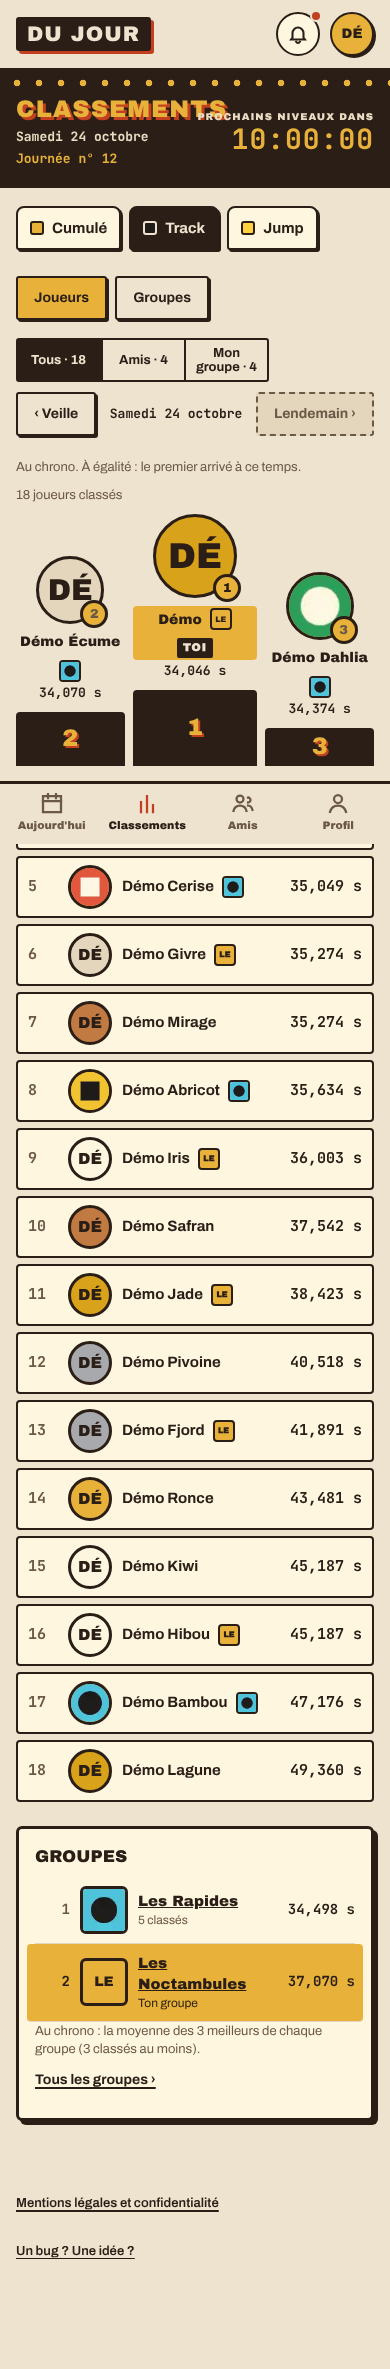 DU JOUR
DÉ
CLASSEMENTS
PROCHAINS NIVEAUX DANS
Samedi 24 octobre
10:00:00
Journée n° 12
Cumulé
Track
Jump
Joueurs
Groupes
Tous · 18
Amis · 4
Mon
groupe · 4
‹ Veille
Samedi 24 octobre
Lendemain ›
Au chrono. À égalité : le premier arrivé à ce temps.
18 joueurs classés
DÉ
2
Démo Écume
34,070 s
2
DÉ
1
Démo LE
TOI
34,046 s
1
3
Démo Dahlia
34,374 s
3
Aujourd'hui
Classements
Amis
Profil
5 Démo Cerise 35,049 s
6 DÉ Démo Givre LE 35,274 s
7 DÉ Démo Mirage 35,274 s
8 Démo Abricot 35,634 s
9 DÉ Démo Iris LE 36,003 s
10 DÉ Démo Safran 37,542 s
11 DÉ Démo Jade LE 38,423 s
12 DÉ Démo Pivoine 40,518 s
13 DÉ Démo Fjord LE 41,891 s
14 DÉ Démo Ronce 43,481 s
15 DÉ Démo Kiwi 45,187 s
16 DÉ Démo Hibou LE 45,187 s
17 Démo Bambou 47,176 s
18 DÉ Démo Lagune 49,360 s
GROUPES
1 Les Rapides 34,498 s
5 classés
2 LE Les
Noctambules 37,070 s
Ton groupe
Au chrono : la moyenne des 3 meilleurs de chaque
groupe (3 classés au moins).
Tous les groupes ›
Mentions légales et confidentialité
Un bug ? Une idée ?